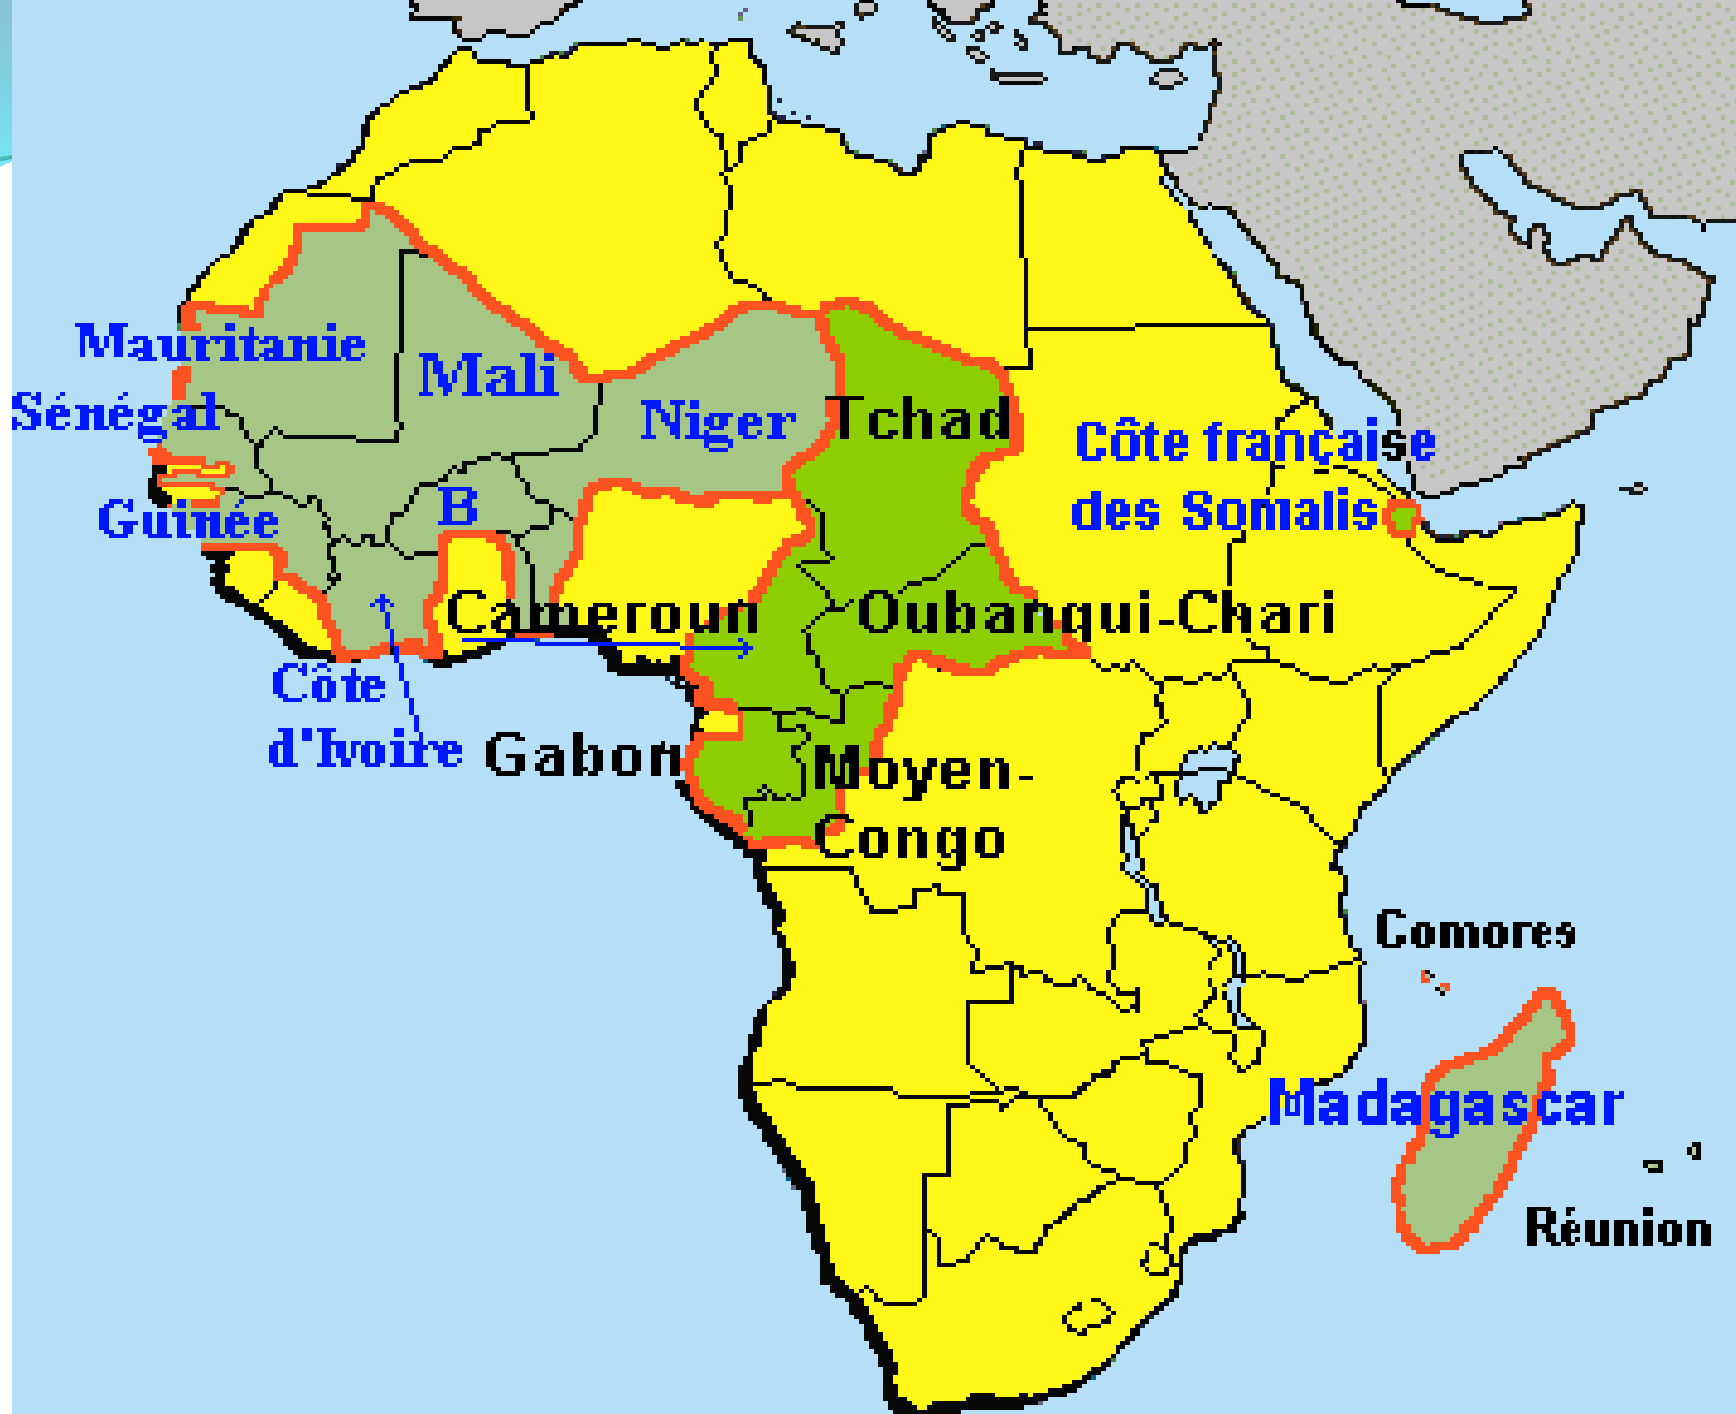 Mauritanie
Mali
Sénégal
Niger
Tchad
Côte française
des Somalis
B
Guinée
Cameroun
Oubanqui-Chari
Côte
d'Ivoire
Gabon
Moyen-
Congo
Comores
Madagascar
Réunion